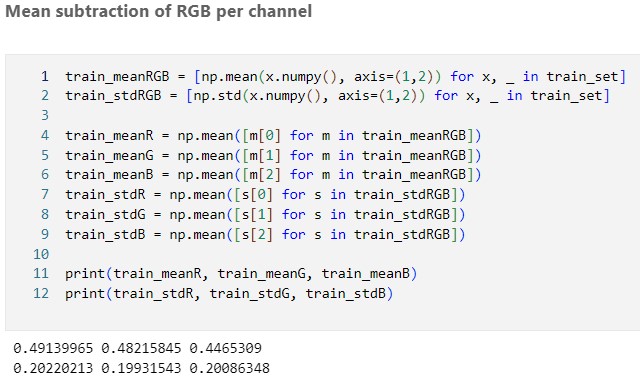 Mean subtraction of RGB per channel
1 train_meanRGB = [np.mean(x.numpy(), axis=(1,2)) for x, _ in train_set]
2 train_stdRGB = [np.std(x.numpy(), axis=(1,2)) for x, _ in train_set]
3
4 train_meanR = np.mean([m[0] for m in train_meanRGB])
5 train_meanG = np.mean([m[1] for m in train_meanRGB])
6 train_meanB = np.mean([m[2] for m in train_meanRGB])
7 train_stdR = np.mean([s[0] for s in train_stdRGB])
8 train_stdG = np.mean([s[1] for s in train_stdRGB])
9 train_stdB = np.mean([s[2] for s in train_stdRGB])
10
11 print(train_meanR, train_meanG, train_meanB)
12 print(train_stdR, train_stdG, train_stdB)
0.49139965 0.48215845 0.4465309
0.20220213 0.19931543 0.20086348